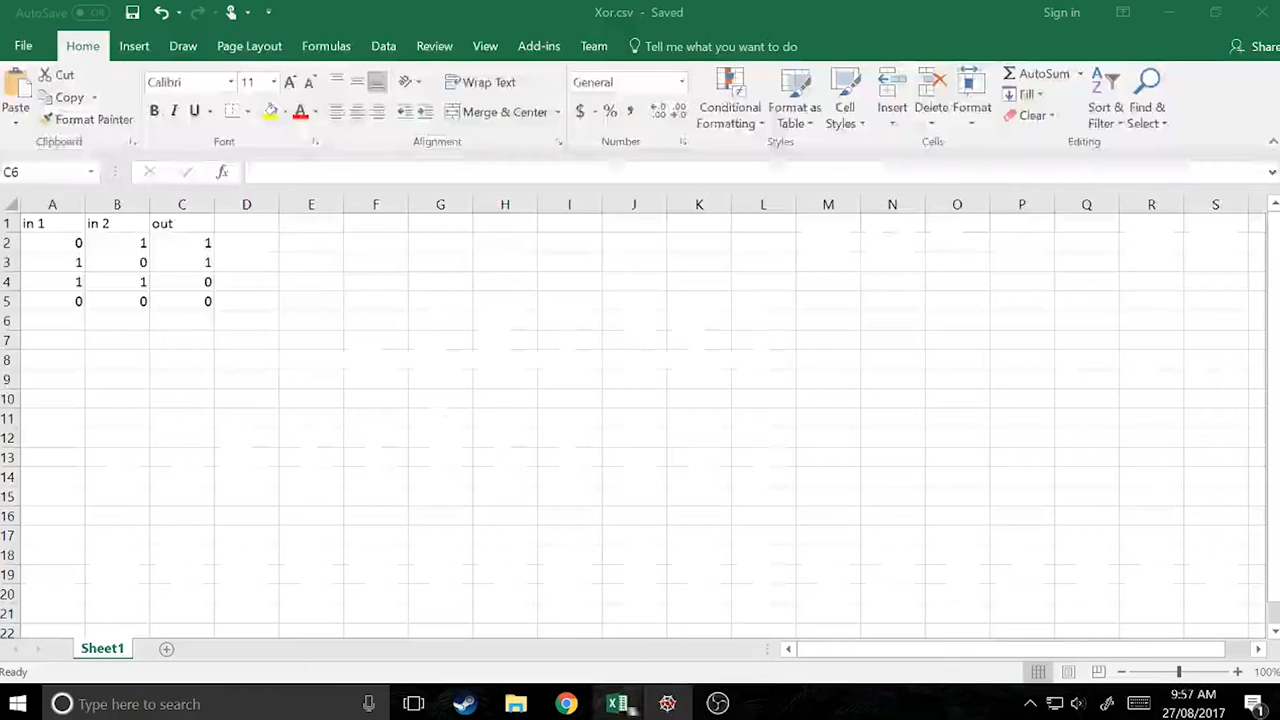 AutoSave Off
Xor.csv - Saved
Sign in
File Home Insert Draw Page Layout Formulas Data Review View Add-ins Team Tell me what you want to do Share
Paste
Cut
Copy
Format Painter
Clipboard
Calibri 11
B I U
Font
Wrap Text
Merge & Center
Alignment
General
$ % ,
Number
Conditional Formatting
Format as Table
Cell Styles
Styles
Insert Delete Format
Cells
AutoSum
Fill
Clear
Sort & Filter
Find & Select
Editing
C6 fx
A B C D E F G H I J K L M N O P Q R S
1 in 1 in 2 out
2 0 1 1
3 1 0 1
4 1 1 0
5 0 0 0
6
7
8
9
10
11
12
13
14
15
16
17
18
19
20
21
22
Sheet1
Ready
100%
Type here to search
9:57 AM
27/08/2017